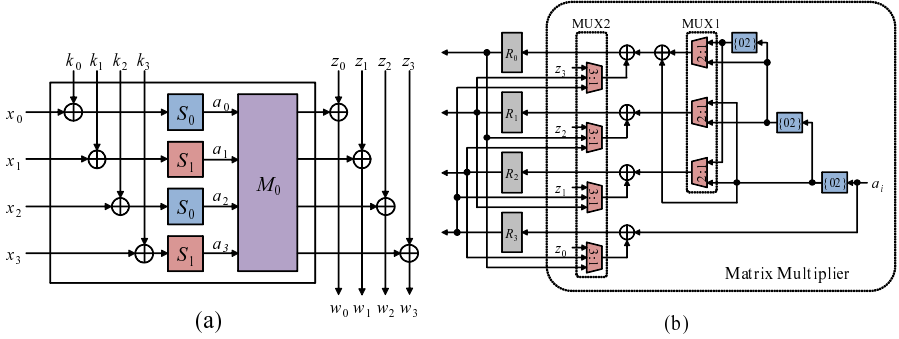 k0 k1 k2 k3 z0 z1 z2 z3
x0 S0 a0
x1 S1 a1
M0
x2 S0 a2
x3 S1 a3
w0 w1 w2 w3
(a)
MUX2 MUX1
R0 2:1 {02}
z3 3:1
R1 2:1 {02}
z2 3:1
R2 2:1 {02} ai
z1 3:1
R3
z0 3:1
Matrix Multiplier
(b)